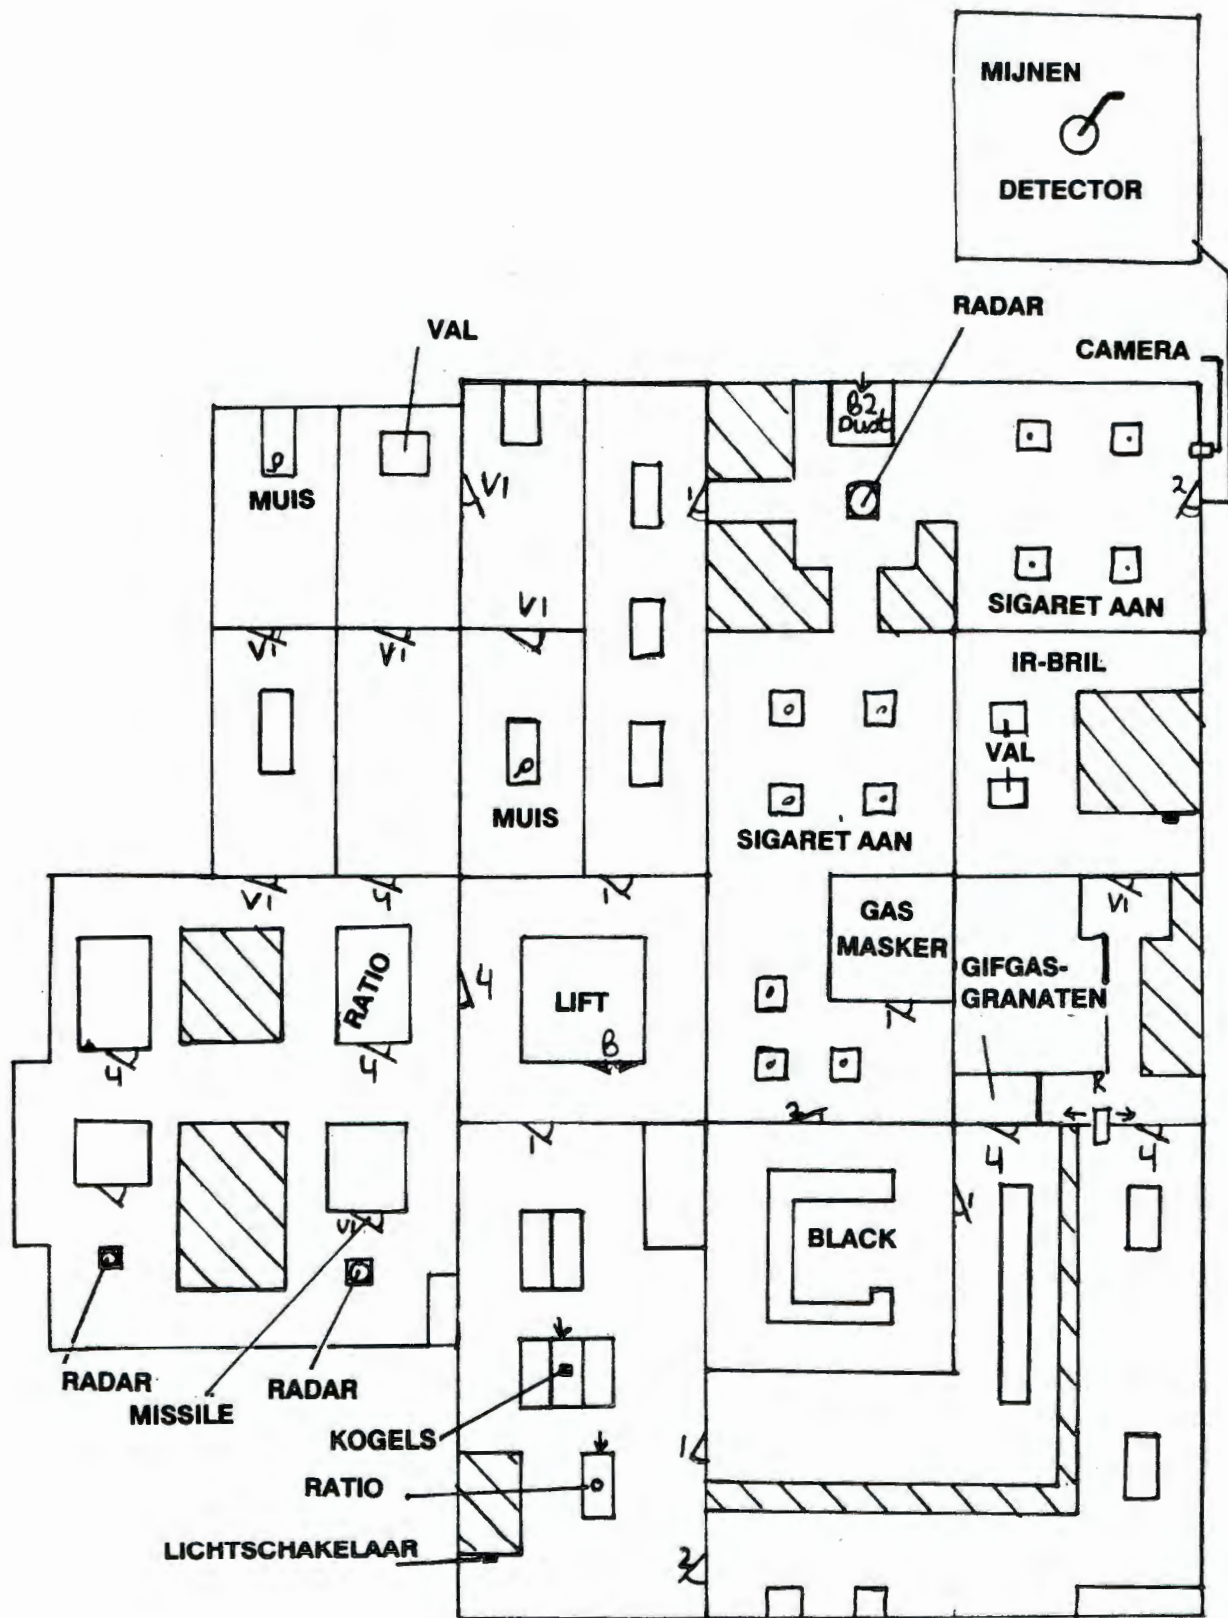 MIJNEN
DETECTOR
RADAR
VAL
CAMERA
B2
Dust
MUIS
V1
1
2
SIGARET AAN
V1
V1
V1
IR-BRIL
VAL
MUIS
SIGARET AAN
V1
4
1
V1
GAS
MASKER
GIFGAS-
GRANATEN
RATIO
4
LIFT
B
1
4
4
2
R
1
4
4
V1
BLACK
1
RADAR
RADAR
MISSILE
KOGELS
1
RATIO
LICHTSCHAKELAAR
2